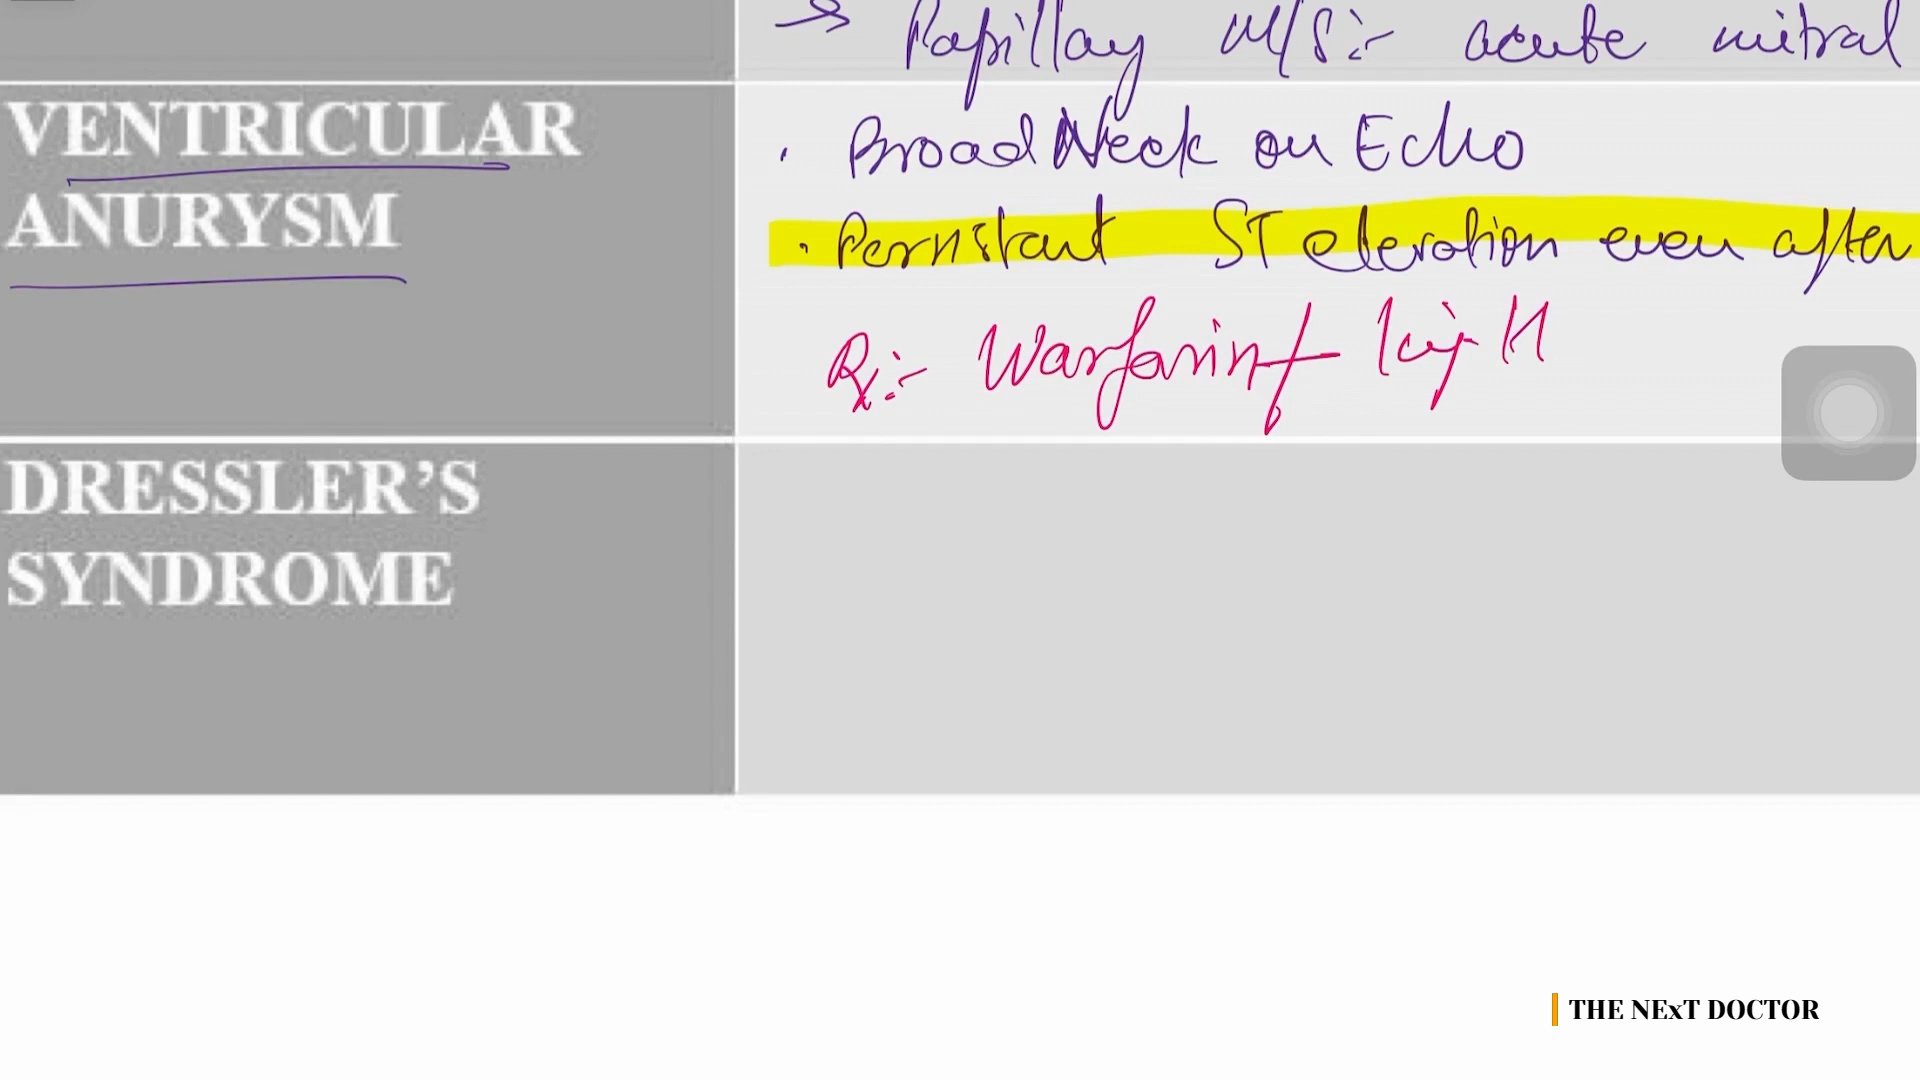 → Papillay M/S:- acute mitral
VENTRICULAR
ANURYSM
. Broad Neck on Echo
. Persistant ST elevation even after
Rx:- Warfarin
DRESSLER'S
SYNDROME
THE NExT DOCTOR